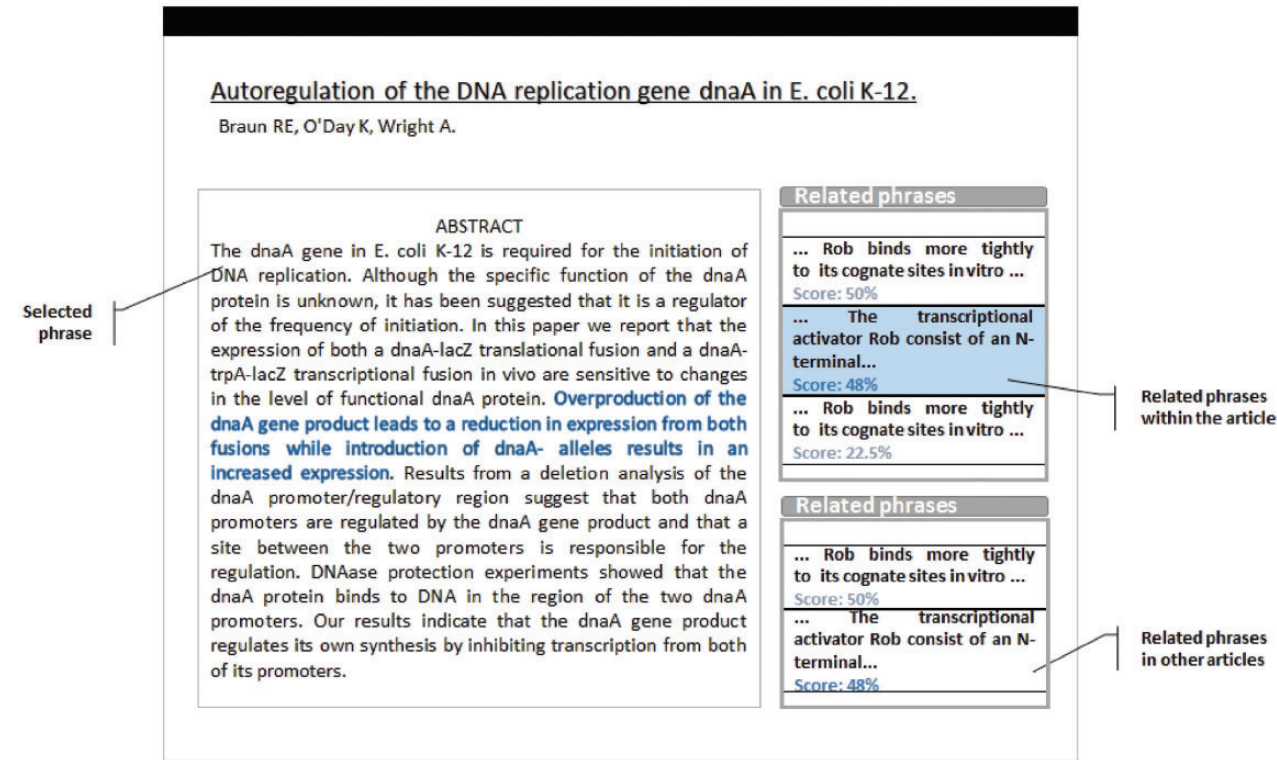 Autoregulation of the DNA replication gene dnaA in E. coli K-12.
Braun RE, O'Day K, Wright A.
Selected
phrase
ABSTRACT
The dnaA gene in E. coli K-12 is required for the initiation of
DNA replication. Although the specific function of the dnaA
protein is unknown, it has been suggested that it is a regulator
of the frequency of initiation. In this paper we report that the
expression of both a dnaA-lacZ translational fusion and a dnaA-
trpA-lacZ transcriptional fusion in vivo are sensitive to changes
in the level of functional dnaA protein. Overproduction of the
dnaA gene product leads to a reduction in expression from both
fusions while introduction of dnaA- alleles results in an
increased expression. Results from a deletion analysis of the
dnaA promoter/regulatory region suggest that both dnaA
promoters are regulated by the dnaA gene product and that a
site between the two promoters is responsible for the
regulation. DNAase protection experiments showed that the
dnaA protein binds to DNA in the region of the two dnaA
promoters. Our results indicate that the dnaA gene product
regulates its own synthesis by inhibiting transcription from both
of its promoters.
Related phrases
... Rob binds more tightly
to its cognate sites in vitro ...
Score: 50%
... The transcriptional
activator Rob consist of an N-
terminal...
Score: 48%
... Rob binds more tightly
to its cognate sites in vitro ...
Score: 22.5%
Related phrases
within the article
Related phrases
... Rob binds more tightly
to its cognate sites in vitro ...
Score: 50%
... The transcriptional
activator Rob consist of an N-
terminal...
Score: 48%
Related phrases
in other articles